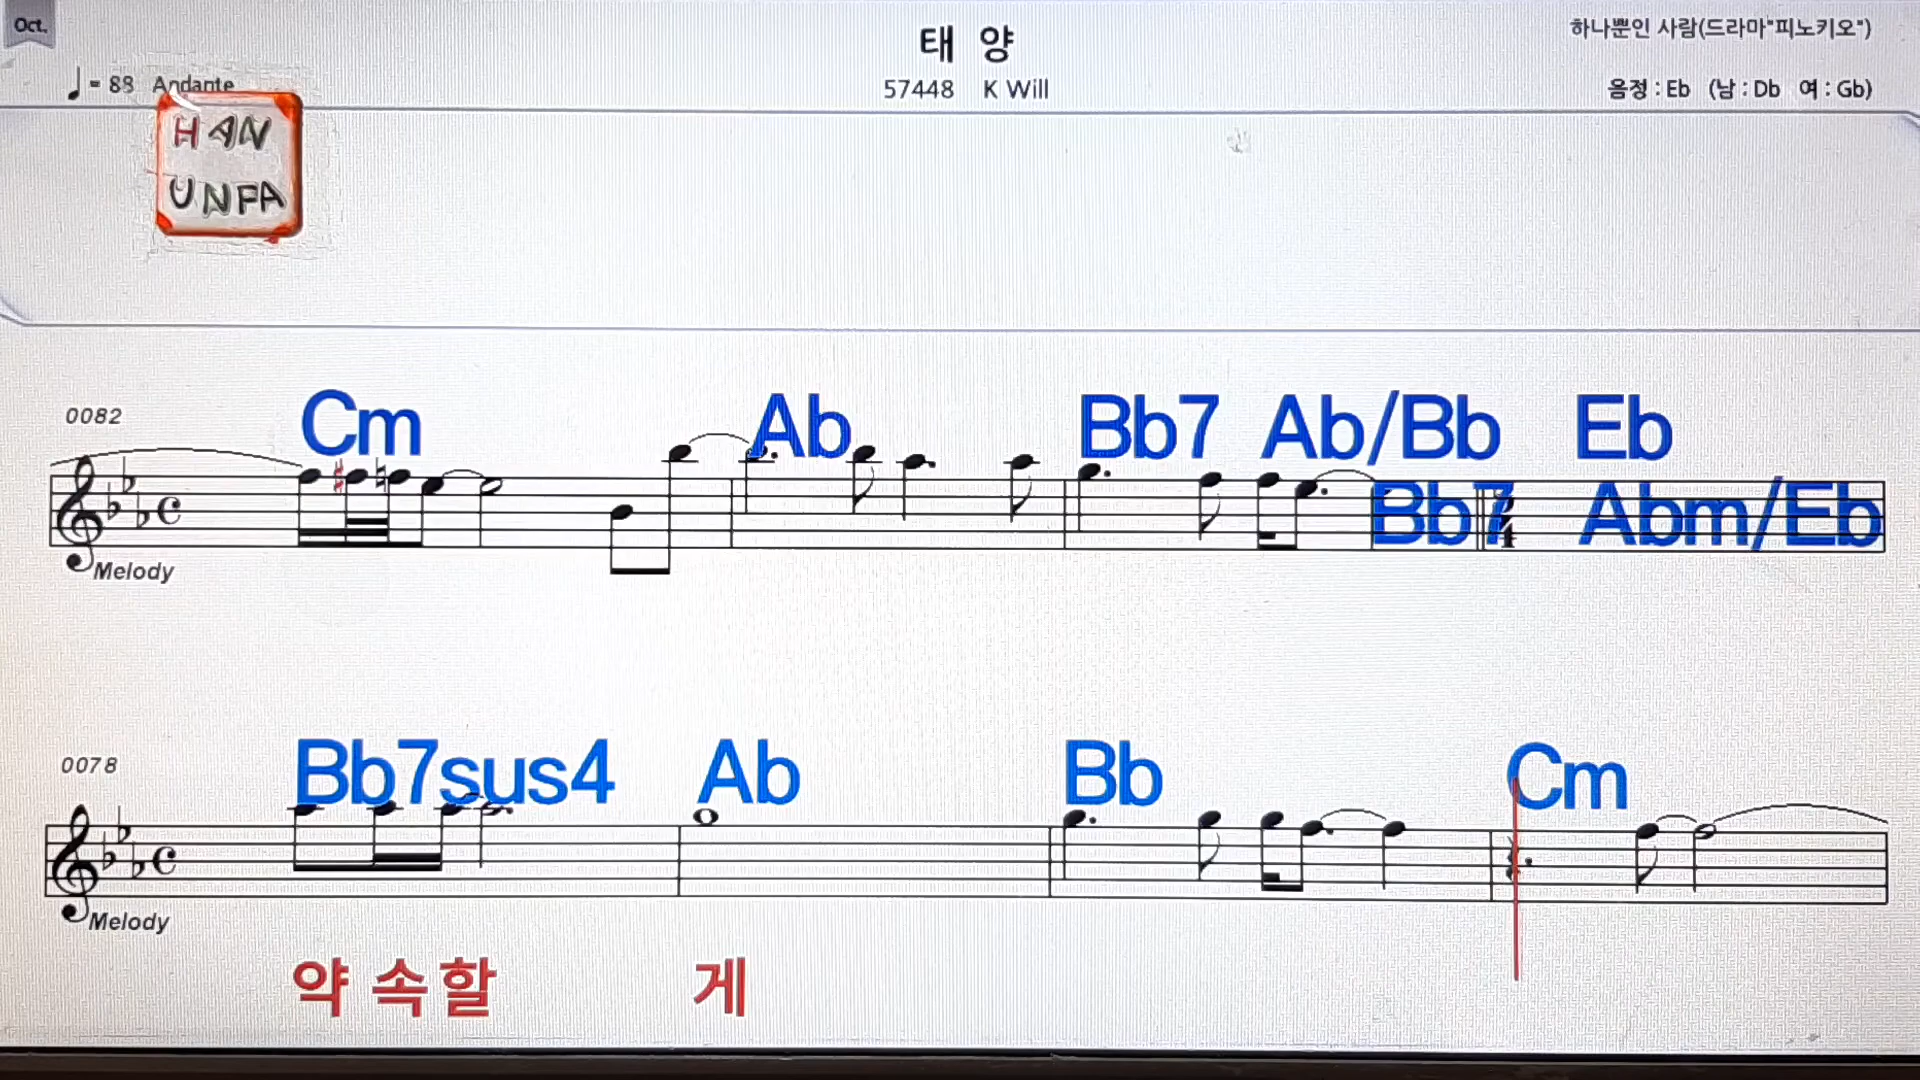 Oct.
태 양
하나뿐인 사람(드라마"피노키오")
= 88 Andante
57448 K Will
음정 : Eb (남 : Db 여 : Gb)
HAN
UNFA
0082
Cm Ab Bb7 Ab/Bb Eb
Bb7 Abm/Eb
Melody
0078
Bb7sus4 Ab Bb Cm
Melody
약 속할 게